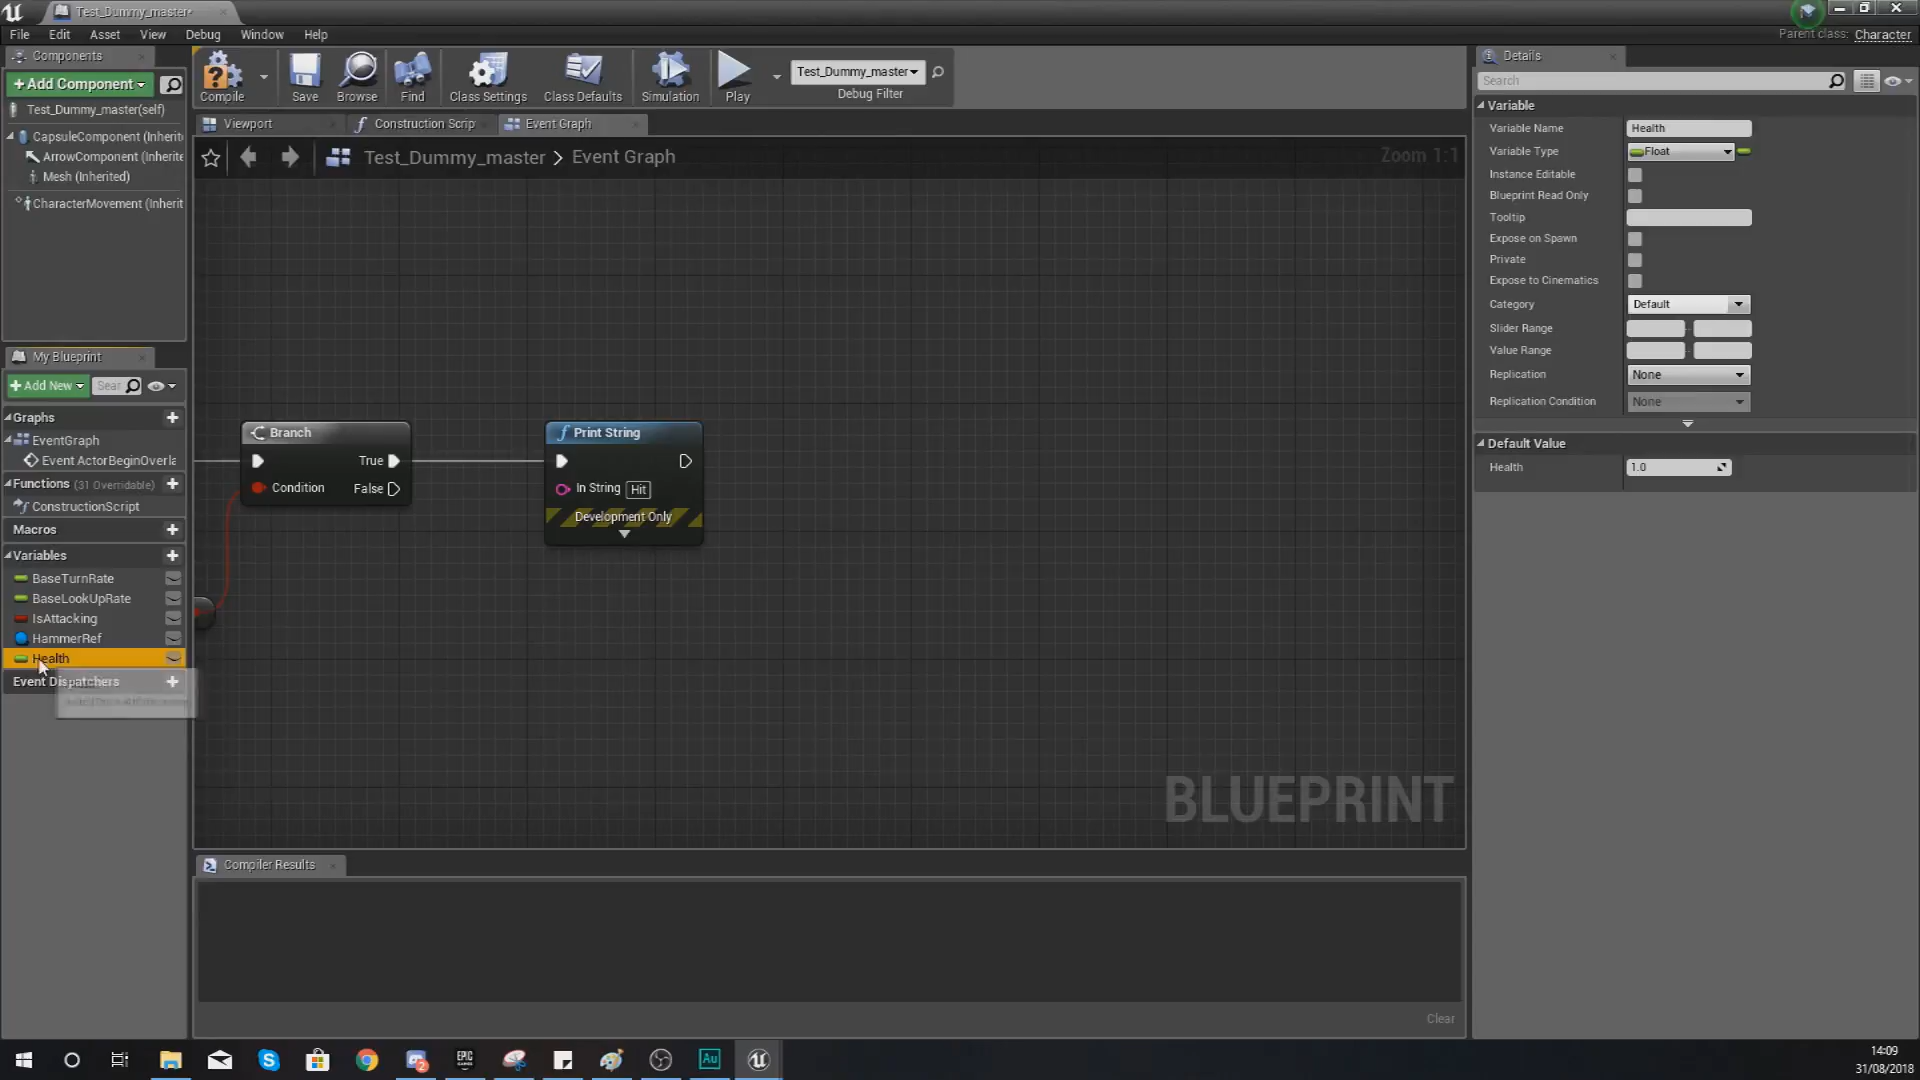 Test_Dummy_master*
File Edit Asset View Debug Window Help
Parent class: Character
Components
+Add Component
Test_Dummy_master(self)
CapsuleComponent (Inherit
ArrowComponent (Inherite
Mesh (Inherited)
CharacterMovement (Inherit
Compile Save Browse Find Class Settings Class Defaults Simulation Play
Test_Dummy_master
Debug Filter
Viewport Construction Scrip Event Graph
Test_Dummy_master > Event Graph
Zoom 1:1
My Blueprint
+Add New Sear
Graphs
EventGraph
Event ActorBeginOverla
Functions (31 Overridable)
ConstructionScript
Macros
Variables
BaseTurnRate
BaseLookUpRate
IsAttacking
HammerRef
Health
Event Dispatchers
Branch
True
Condition False
Print String
In String Hit
Development Only
BLUEPRINT
Compiler Results
Clear
Details
Search
Variable
Variable Name Health
Variable Type Float
Instance Editable
Blueprint Read Only
Tooltip
Expose on Spawn
Private
Expose to Cinematics
Category Default
Slider Range
Value Range
Replication None
Replication Condition None
Default Value
Health 1.0
EPIC GAMES
2
Au
14:09
31/08/2018